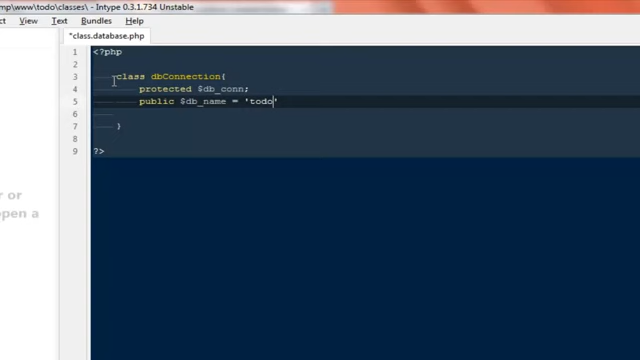 mp\www\todo\classes\ - Intype 0.3.1.734 Unstable
ct View Text Bundles Help
*class.database.php
1 <?php
2
3 class dbConnection{
4 protected $db_conn;
5 public $db_name = 'todo'
6
7 }
8
9 ?>
r or
open a